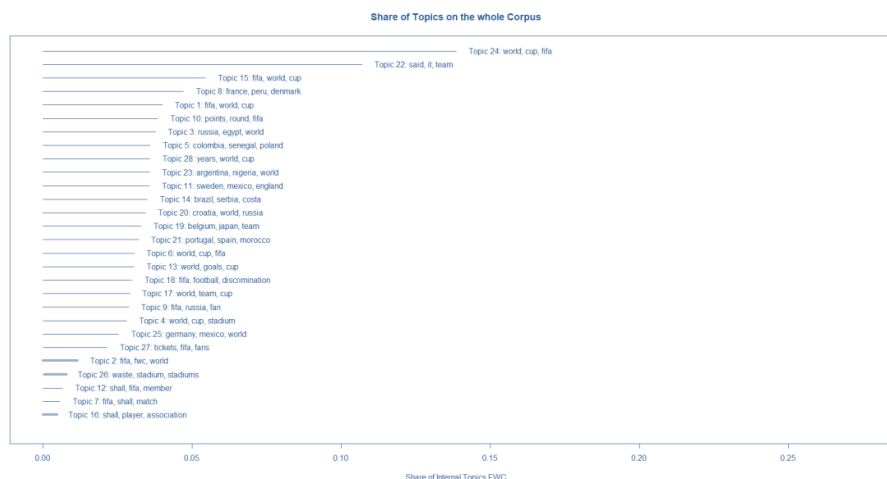 Share of Topics on the whole Corpus
Topic 24: world, cup, fifa
Topic 22: said, it, team
Topic 15: fifa, world, cup
Topic 8: france, peru, denmark
Topic 1: fifa, world, cup
Topic 10: points, round, fifa
Topic 3: russia, egypt, world
Topic 5: colombia, senegal, poland
Topic 28: years, world, cup
Topic 23: argentina, nigeria, world
Topic 11: sweden, mexico, england
Topic 14: brazil, serbia, costa
Topic 20: croatia, world, russia
Topic 19: belgium, japan, team
Topic 21: portugal, spain, morocco
Topic 6: world, cup, fifa
Topic 13: world, goals, cup
Topic 18: fifa, football, discrimination
Topic 17: world, team, cup
Topic 9: fifa, russia, fan
Topic 4: world, cup, stadium
Topic 25: germany, mexico, world
Topic 27: tickets, fifa, fans
Topic 2: fifa, fwc, world
Topic 26: waste, stadium, stadiums
Topic 12: shall, fifa, member
Topic 7: fifa, shall, match
Topic 16: shall, player, association
0.00 0.05 0.10 0.15 0.20 0.25
Share of Internal Topics FWC